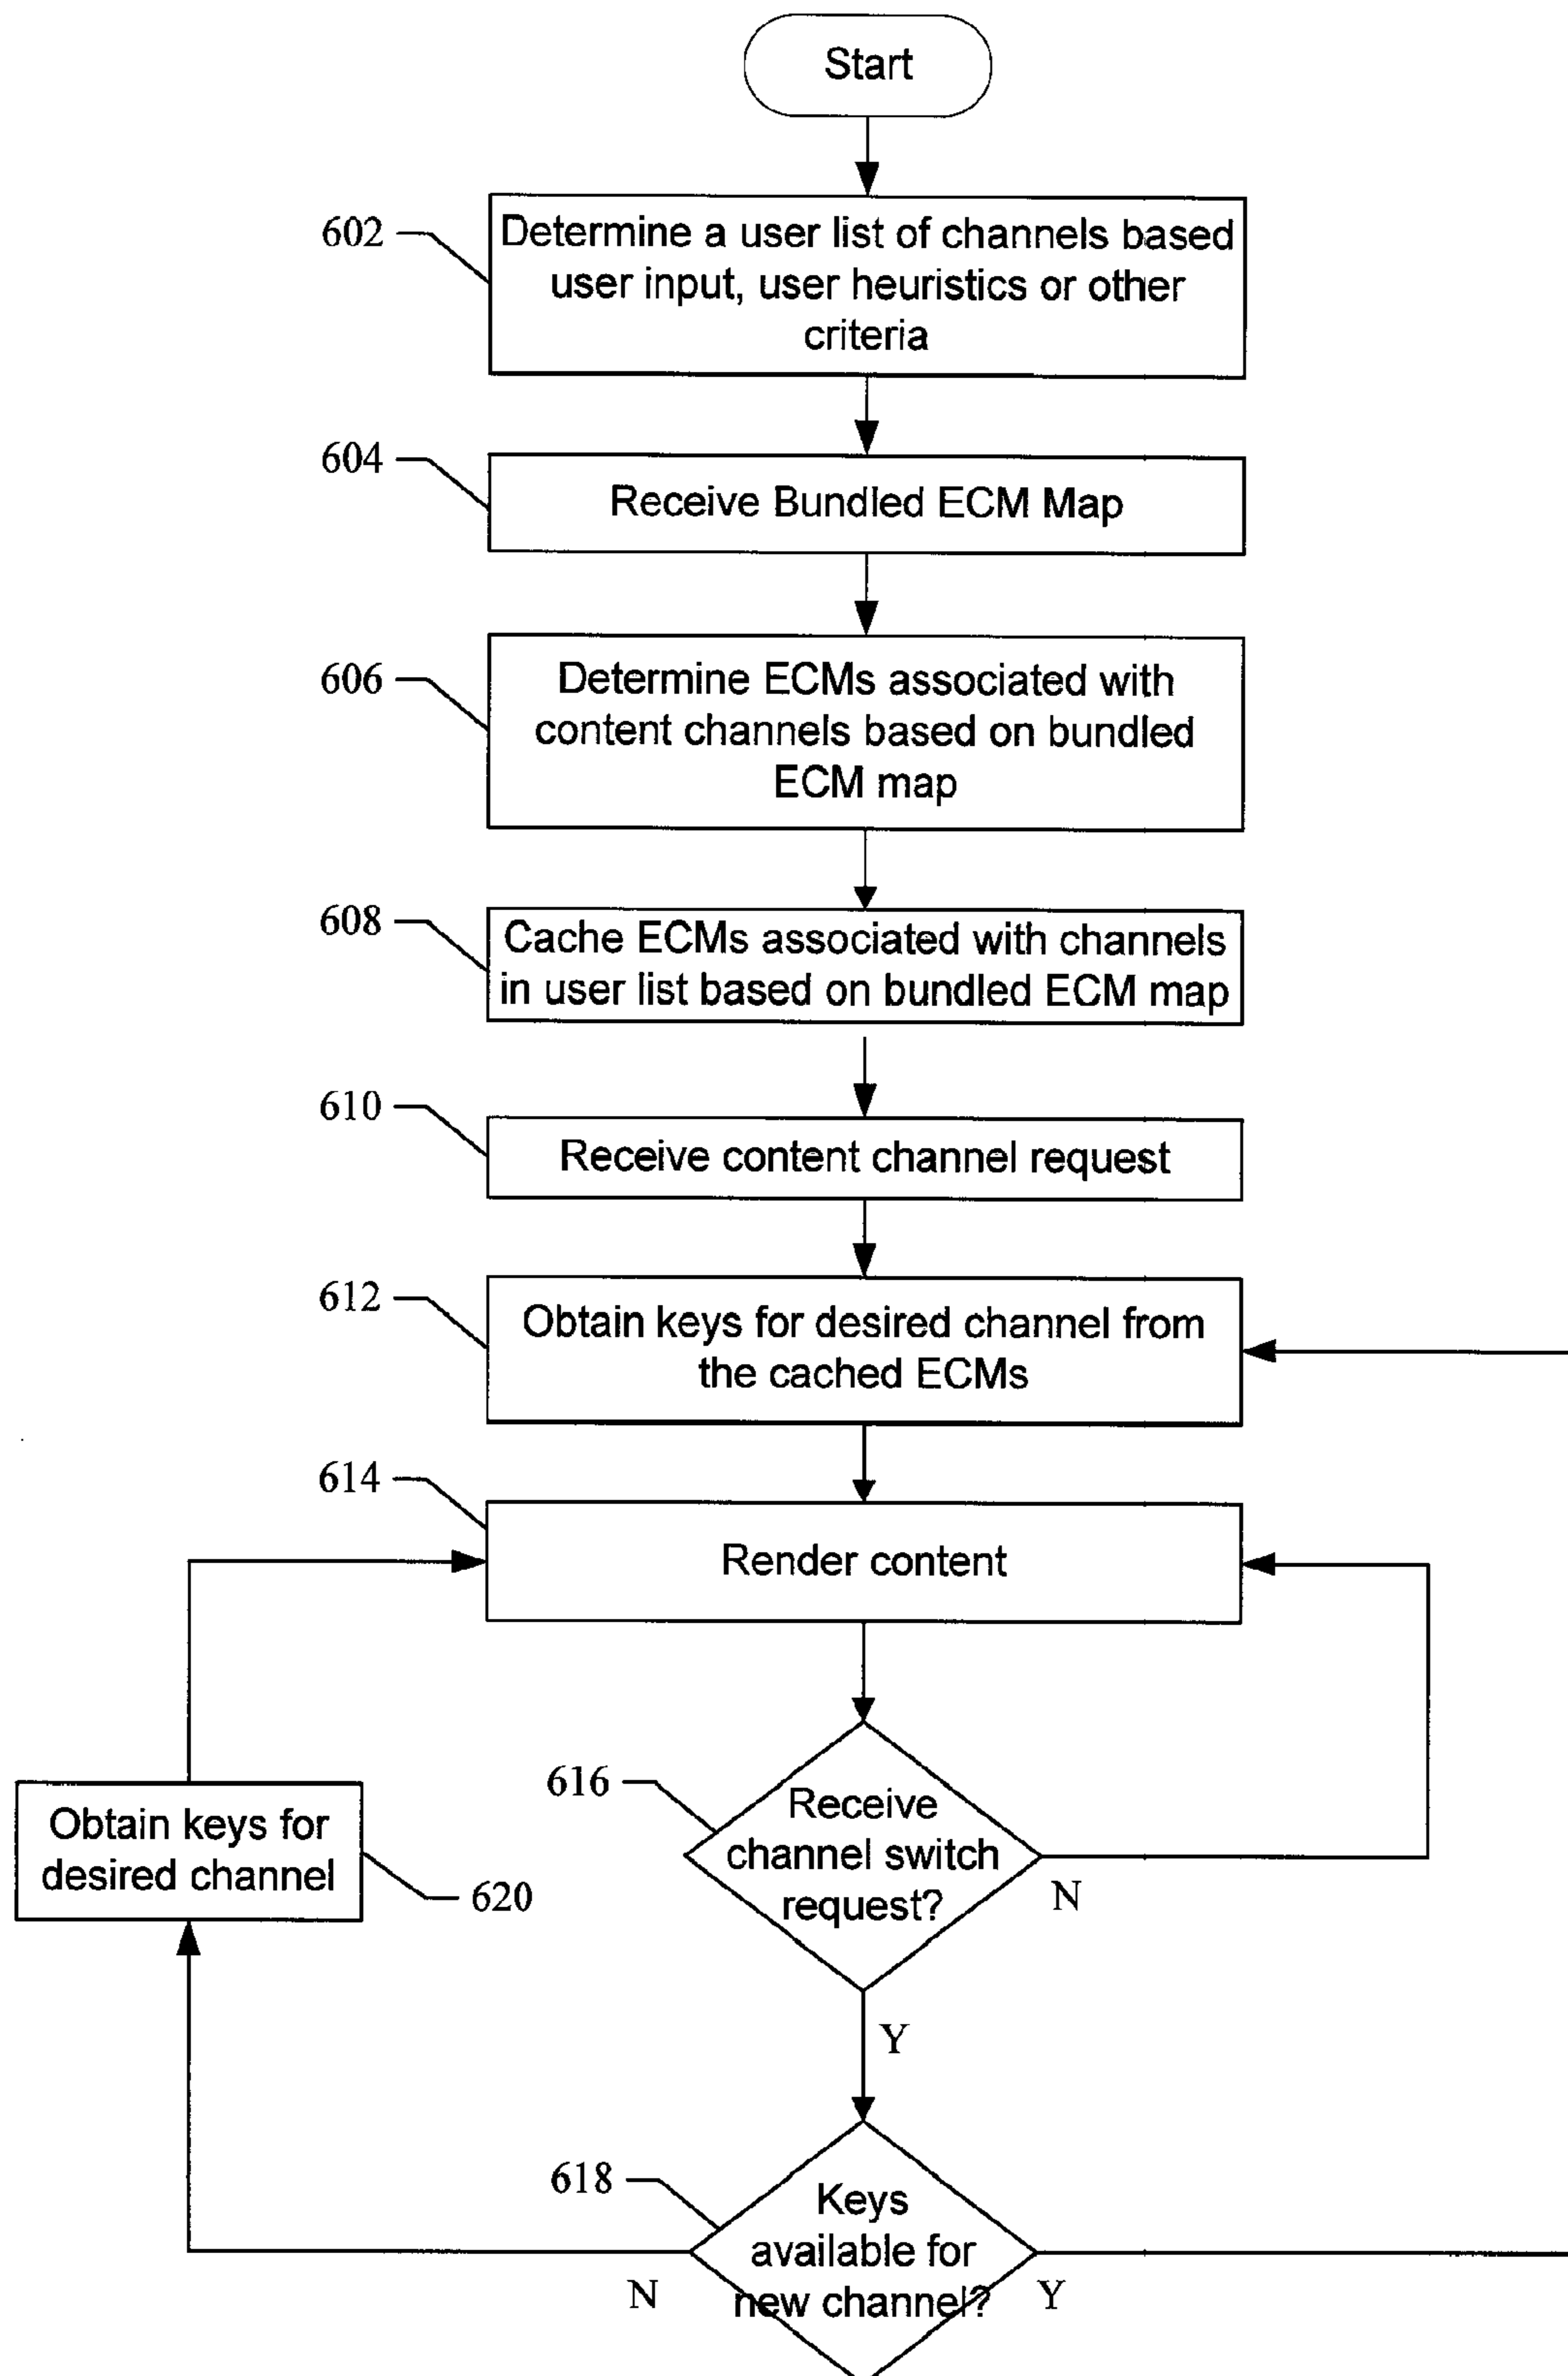 Start
602
Determine a user list of channels based
user input, user heuristics or other
criteria
604
Receive Bundled ECM Map
606
Determine ECMs associated with
content channels based on bundled
ECM map
608
Cache ECMs associated with channels
in user list based on bundled ECM map
610
Receive content channel request
612
Obtain keys for desired channel from
the cached ECMs
614
Render content
616
Receive
channel switch
request?
N
Obtain keys for
desired channel
620
Y
618
Keys
available for
new channel?
N
Y